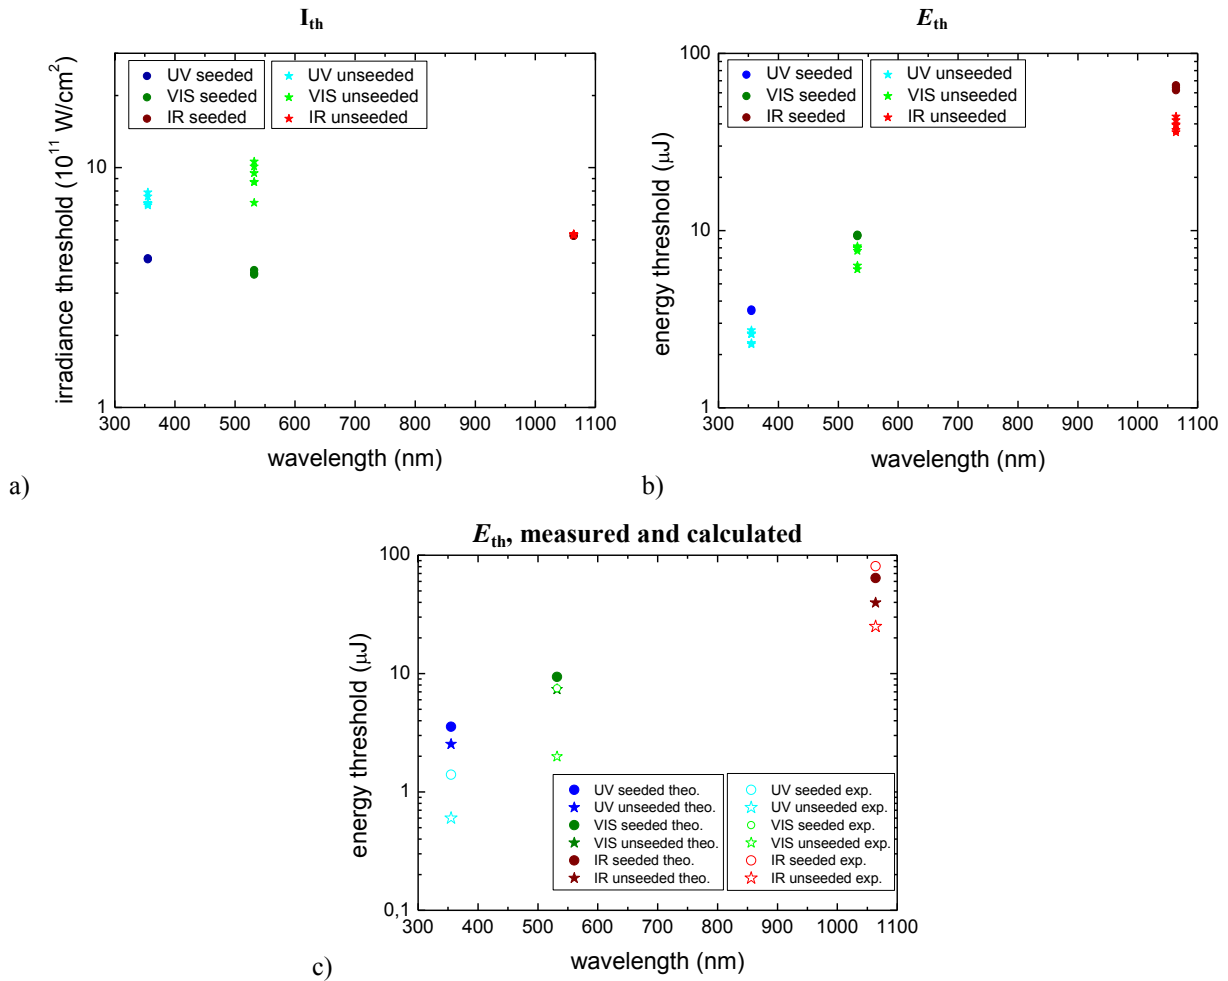 I_th
irradiance threshold (10^11 W/cm^2)
10
1
UV seeded
VIS seeded
IR seeded
UV unseeded
VIS unseeded
IR unseeded
300 400 500 600 700 800 900 1000 1100
wavelength (nm)
a)
E_th
energy threshold (μJ)
100
10
1
UV seeded
VIS seeded
IR seeded
UV unseeded
VIS unseeded
IR unseeded
300 400 500 600 700 800 900 1000 1100
wavelength (nm)
b)
E_th, measured and calculated
energy threshold (μJ)
100
10
1
0,1
UV seeded theo.
UV unseeded theo.
VIS seeded theo.
VIS unseeded theo.
IR seeded theo.
IR unseeded theo.
UV seeded exp.
UV unseeded exp.
VIS seeded exp.
VIS unseeded exp.
IR seeded exp.
IR unseeded exp.
300 400 500 600 700 800 900 1000 1100
wavelength (nm)
c)